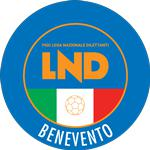 FIGC LEGA NAZIONALE DILETTANTI
LND
BENEVENTO